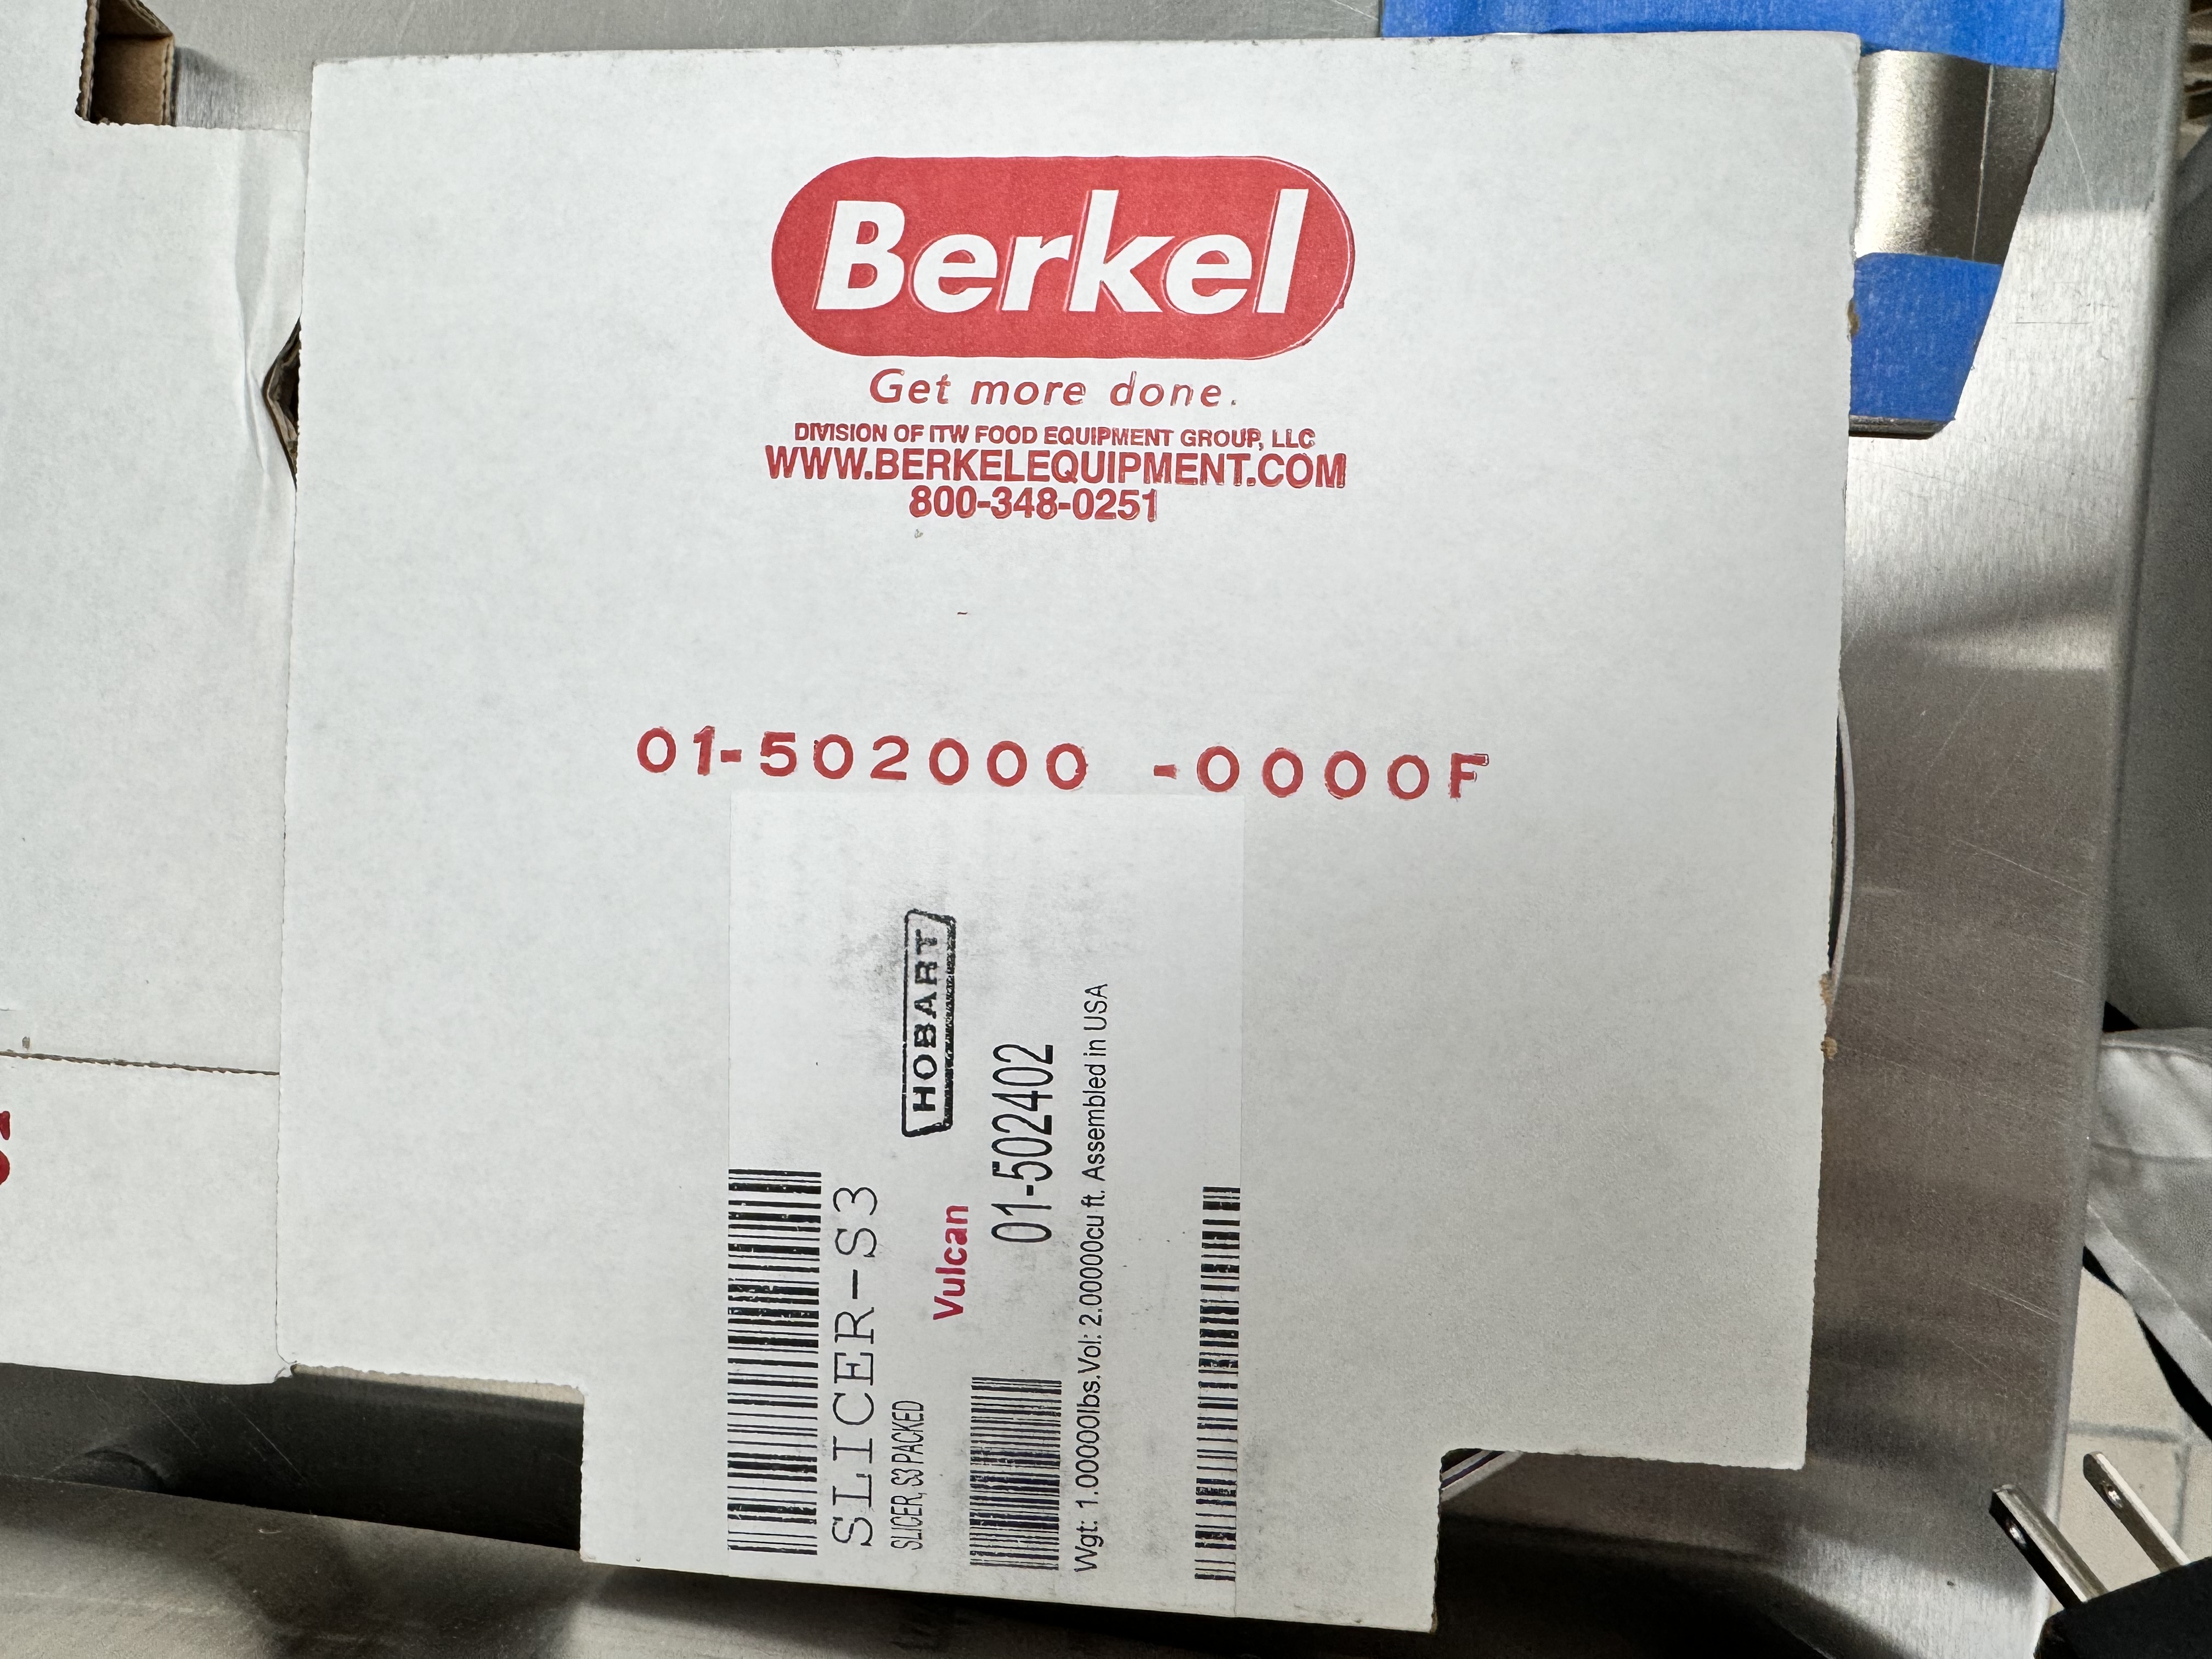 Berkel
Get more done.
DIVISION OF ITW FOOD EQUIPMENT GROUP, LLC
WWW.BERKELEQUIPMENT.COM
800-348-0251
01-502000 -0000F
SLICER-S3
SLICER, S3 PACKED
HOBART
Vulcan
01-502402
Wgt: 1.00000lbs.Vol: 2.00000cu ft. Assembled in USA